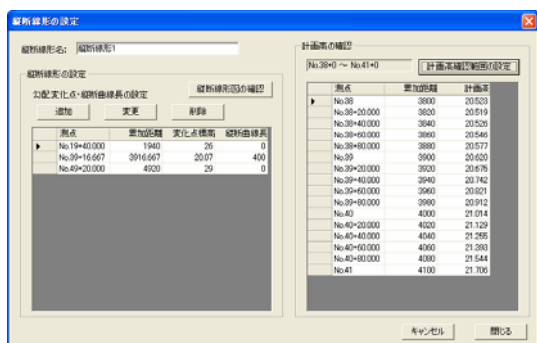 縦断線形の設定
縦断線形名: 縦断線形1
縦断線形の設定
勾配変化点・縦断曲線長の設定
縦断線形図の確認
追加 変更 削除
測点 累加距離 変化点標高 縦断曲線長
No.19+40.000 1940 26 0
No.39+16.667 3916.667 20.07 400
No.49+20.000 4920 29 0
計画高の確認
No.38+0 ～ No.41+0 計画高確認範囲の設定
測点 累加距離 計画高
No.38 3800 20.523
No.38+20.000 3820 20.519
No.38+40.000 3840 20.526
No.38+60.000 3860 20.546
No.38+80.000 3880 20.577
No.39 3900 20.620
No.39+20.000 3920 20.675
No.39+40.000 3940 20.742
No.39+60.000 3960 20.821
No.39+80.000 3980 20.912
No.40 4000 21.014
No.40+20.000 4020 21.129
No.40+40.000 4040 21.255
No.40+60.000 4060 21.393
No.40+80.000 4080 21.544
No.41 4100 21.706
キャンセル 閉じる